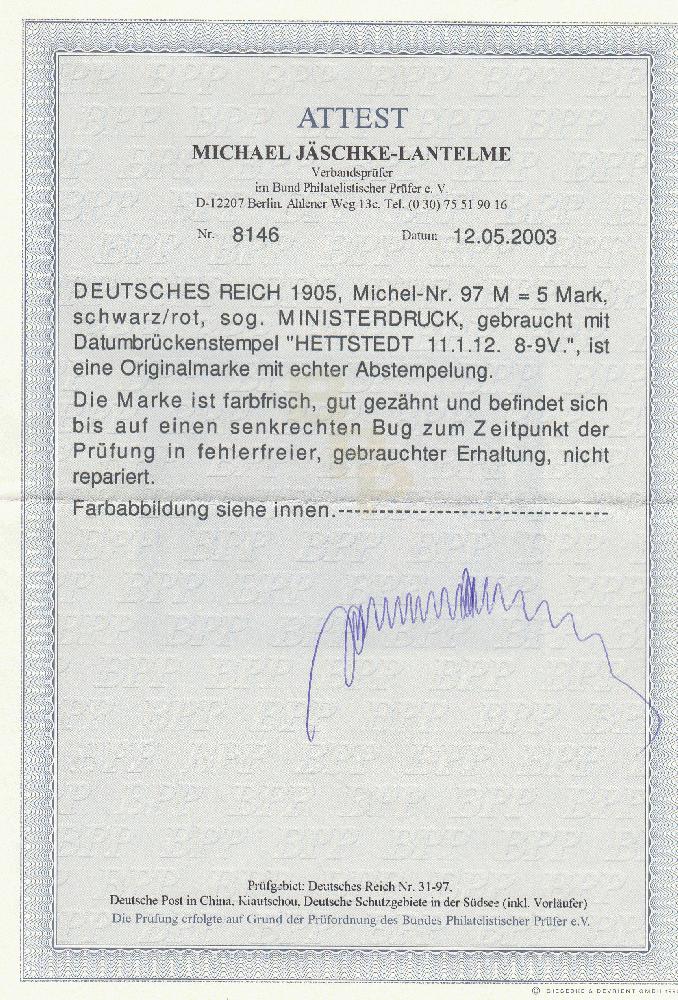 ATTEST
MICHAEL JÄSCHKE-LANTELME
Verbandsprüfer
im Bund Philatelistischer Prüfer e. V.
D-12207 Berlin. Ahlener Weg 13c. Tel. (0 30) 75 51 90 16
Nr. 8146 Datum 12.05.2003
DEUTSCHES REICH 1905, Michel-Nr. 97 M = 5 Mark,
schwarz/rot, sog. MINISTERDRUCK, gebraucht mit
Datumbrückenstempel "HETTSTEDT 11.1.12. 8-9V.", ist
eine Originalmarke mit echter Abstempelung.
Die Marke ist farbfrisch, gut gezähnt und befindet sich
bis auf einen senkrechten Bug zum Zeitpunkt der
Prüfung in fehlerfreier, gebrauchter Erhaltung, nicht
repariert.
Farbabbildung siehe innen.---------------------------------
Prüfgebiet: Deutsches Reich Nr. 31-97,
Deutsche Post in China, Kiautschou, Deutsche Schutzgebiete in der Südsee (inkl. Vorläufer)
Die Prüfung erfolgte auf Grund der Prüfordnung des Bundes Philatelistischer Prüfer e.V.
© GIESECKE & DEVRIENT GMBH